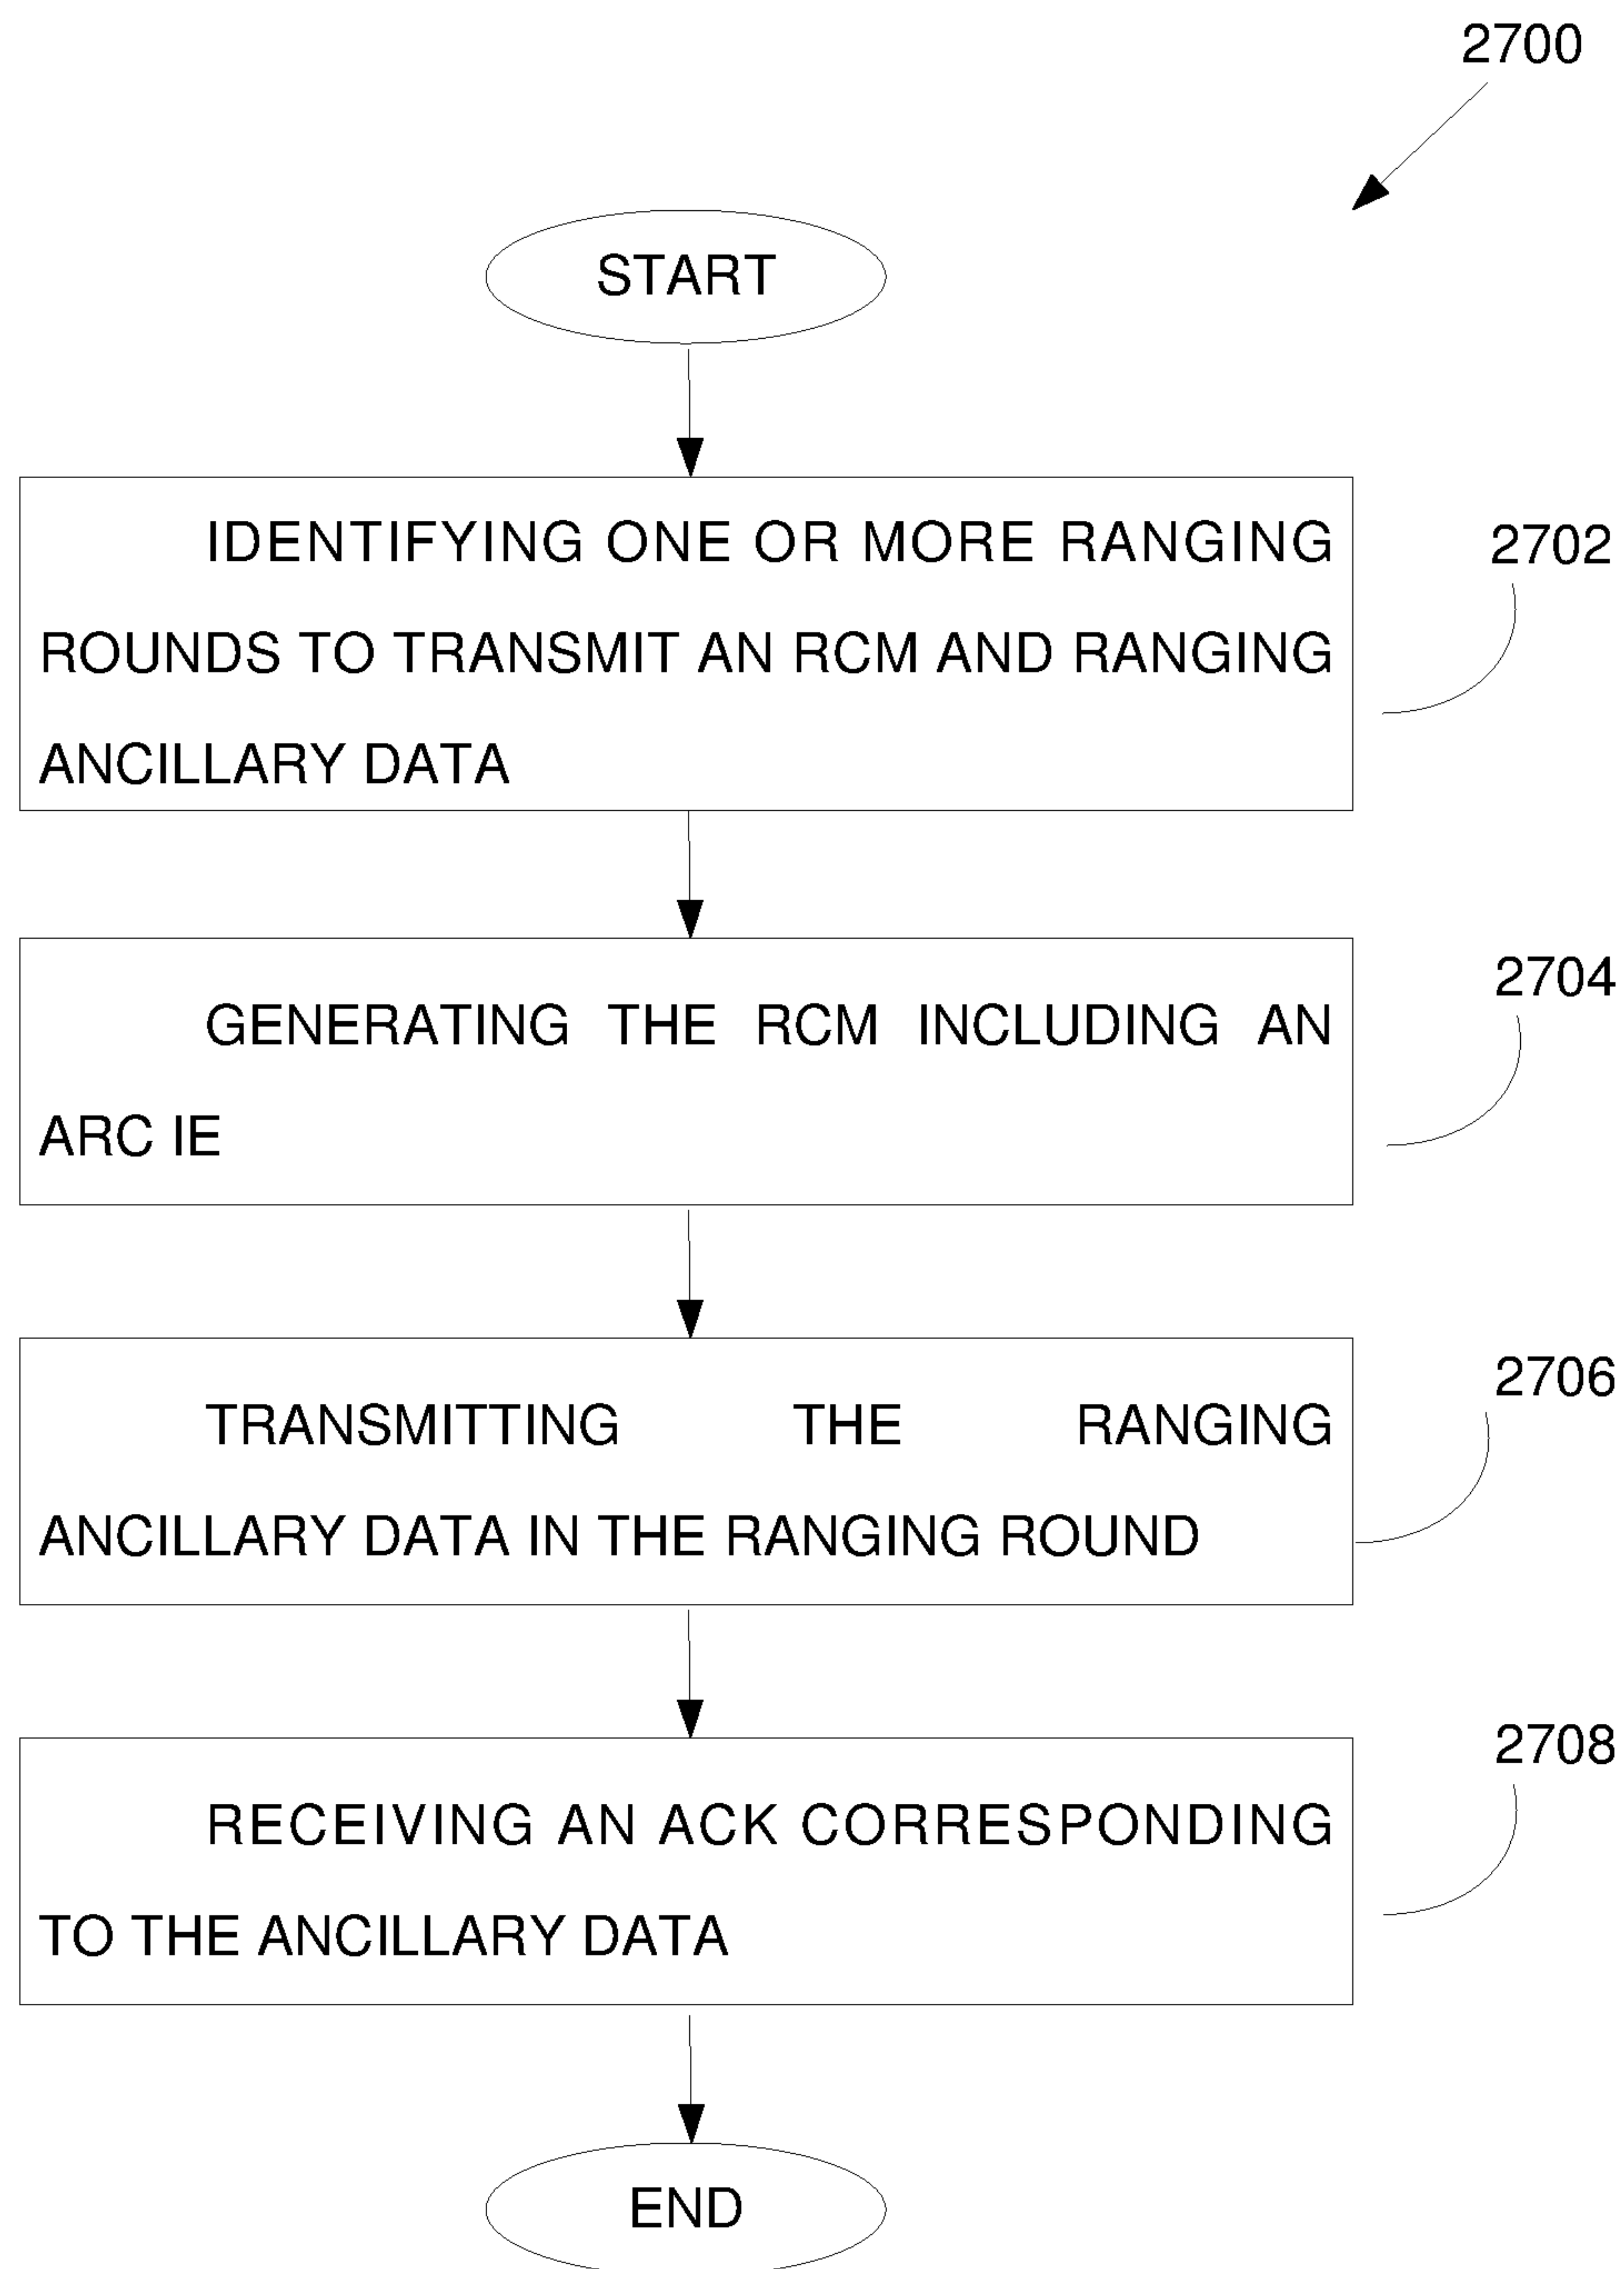 2700
START
IDENTIFYING ONE OR MORE RANGING
2702
ROUNDS TO TRANSMIT AN RCM AND RANGING
ANCILLARY DATA
2704
GENERATING THE RCM INCLUDING AN
ARC IE
2706
TRANSMITTING THE RANGING
ANCILLARY DATA IN THE RANGING ROUND
2708
RECEIVING AN ACK CORRESPONDING
TO THE ANCILLARY DATA
END